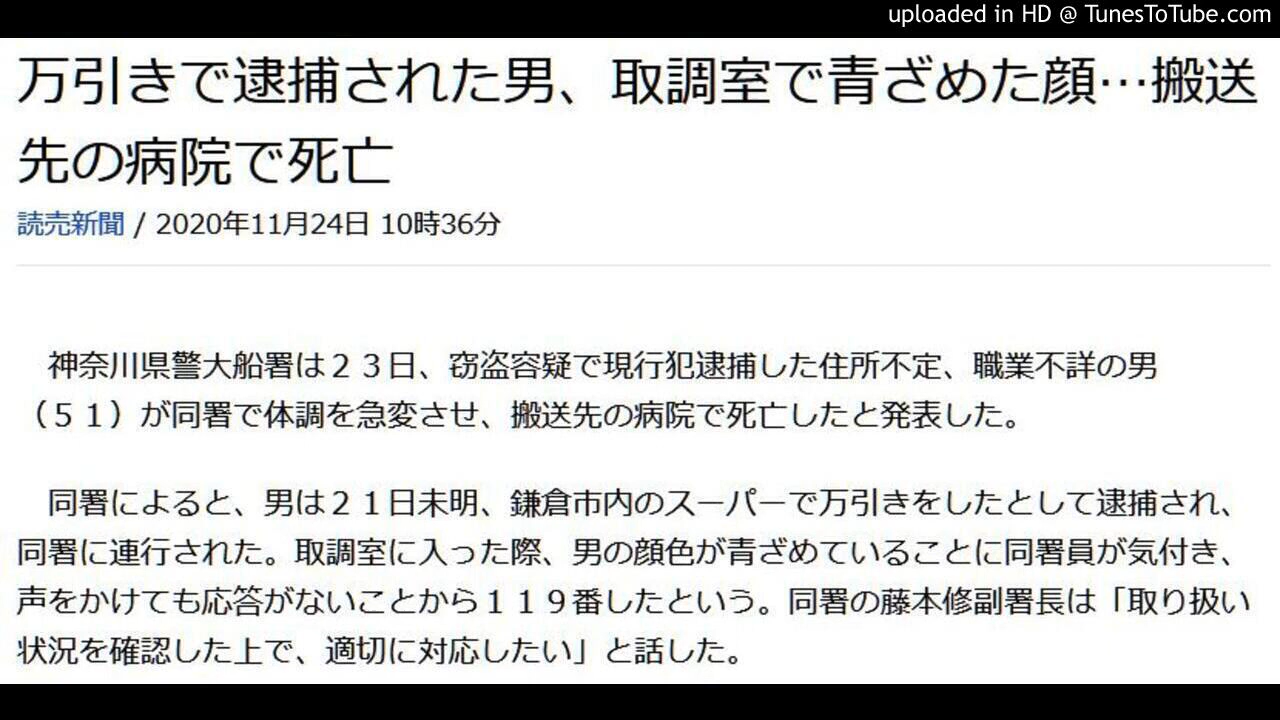 uploaded in HD @ TunesToTube.com
万引きで逮捕された男、取調室で青ざめた顔…搬送
先の病院で死亡
読売新聞 / 2020年11月24日 10時36分
　神奈川県警大船署は２３日、窃盗容疑で現行犯逮捕した住所不定、職業不詳の男
（５１）が同署で体調を急変させ、搬送先の病院で死亡したと発表した。
　同署によると、男は２１日未明、鎌倉市内のスーパーで万引きをしたとして逮捕され、
同署に連行された。取調室に入った際、男の顔色が青ざめていることに同署員が気付き、
声をかけても応答がないことから１１９番したという。同署の藤本修副署長は「取り扱い
状況を確認した上で、適切に対応したい」と話した。